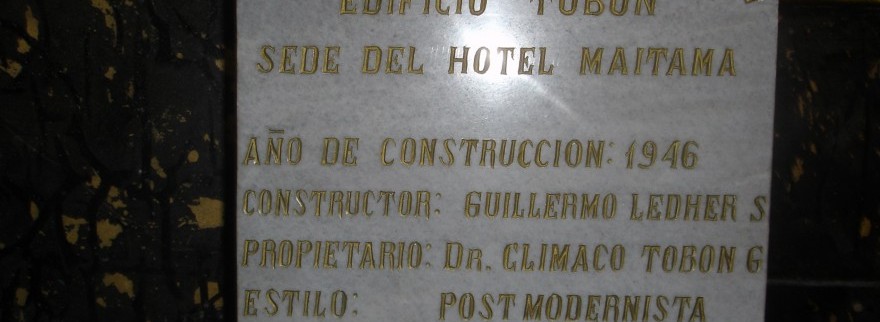 EDIFICIO TOBON
SEDE DEL HOTEL MAITAMA
AÑO DE CONSTRUCCION: 1946
CONSTRUCTOR: GUILLERMO LEDHER S
PROPIETARIO: DR. CLIMACO TOBON G
ESTILO: POSTMODERNISTA